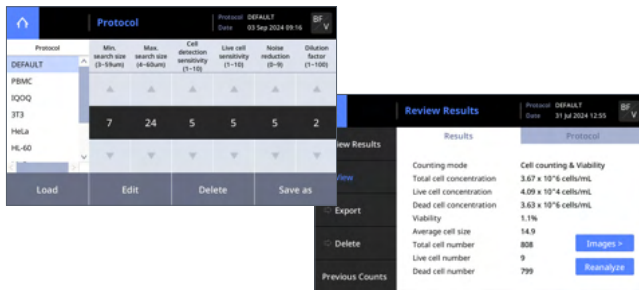 Protocol
Protocol DEFAULT
Date 03 Sep 2024 09:16
BF
V
Protocol
Min. search size (3~59um)
Max. search size (4~60um)
Cell detection sensitivity (1~10)
Live cell sensitivity (1~10)
Noise reduction (0~9)
Dilution factor (1~100)
DEFAULT
PBMC
IQOQ
3T3
HeLa
HL-60
7 24 5 5 5 2
Load Edit Delete Save as
Review Results
Protocol DEFAULT
Date 31 Jul 2024 12:55
BF
V
iew Results
View
Export
Delete
Previous Counts
Results Protocol
Counting mode Cell counting & Viability
Total cell concentration 3.67 x 10^6 cells/mL
Live cell concentration 4.09 x 10^4 cells/mL
Dead cell concentration 3.63 x 10^6 cells/mL
Viability 1.1%
Average cell size 14.9
Total cell number 808
Live cell number 9
Dead cell number 799
Images >
Reanalyze